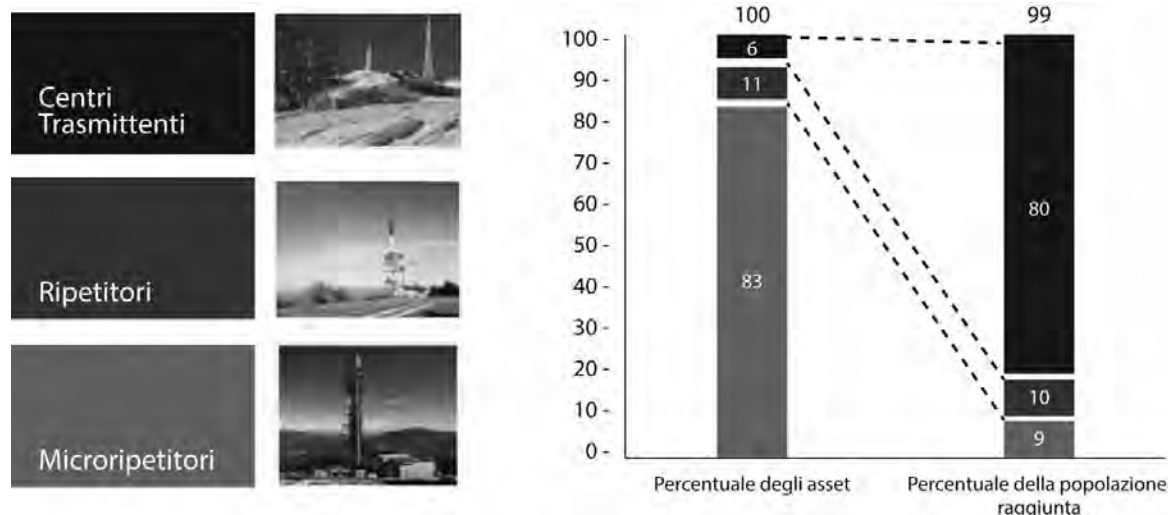 Centri
Trasmittenti
Ripetitori
Microripetitori
100
99
100 -
90 -
80 -
70 -
60 -
50 -
40 -
30 -
20 -
10 -
0 -
6
11
83
80
10
9
Percentuale degli asset
Percentuale della popolazione
raggiunta